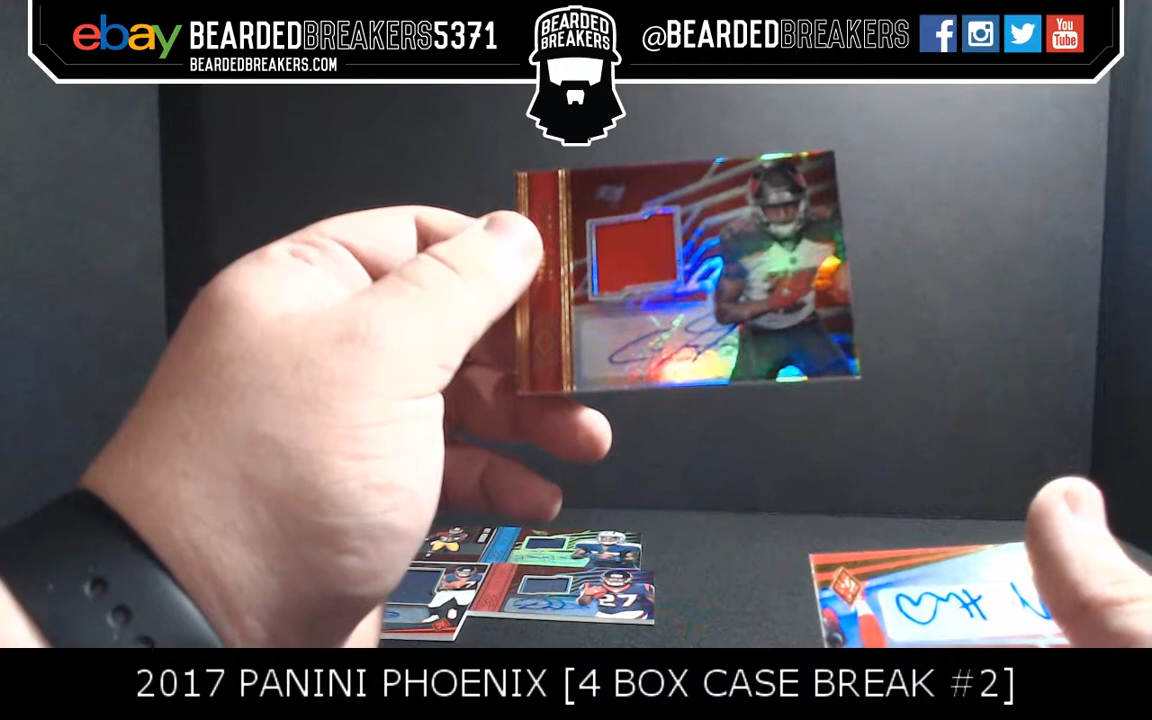 ebay BEARDEDBREAKERS5371
BEARDEDBREAKERS.COM
BEARDED
BREAKERS
@BEARDEDBREAKERS
You
Tube
27
2017 PANINI PHOENIX [4 BOX CASE BREAK #2]